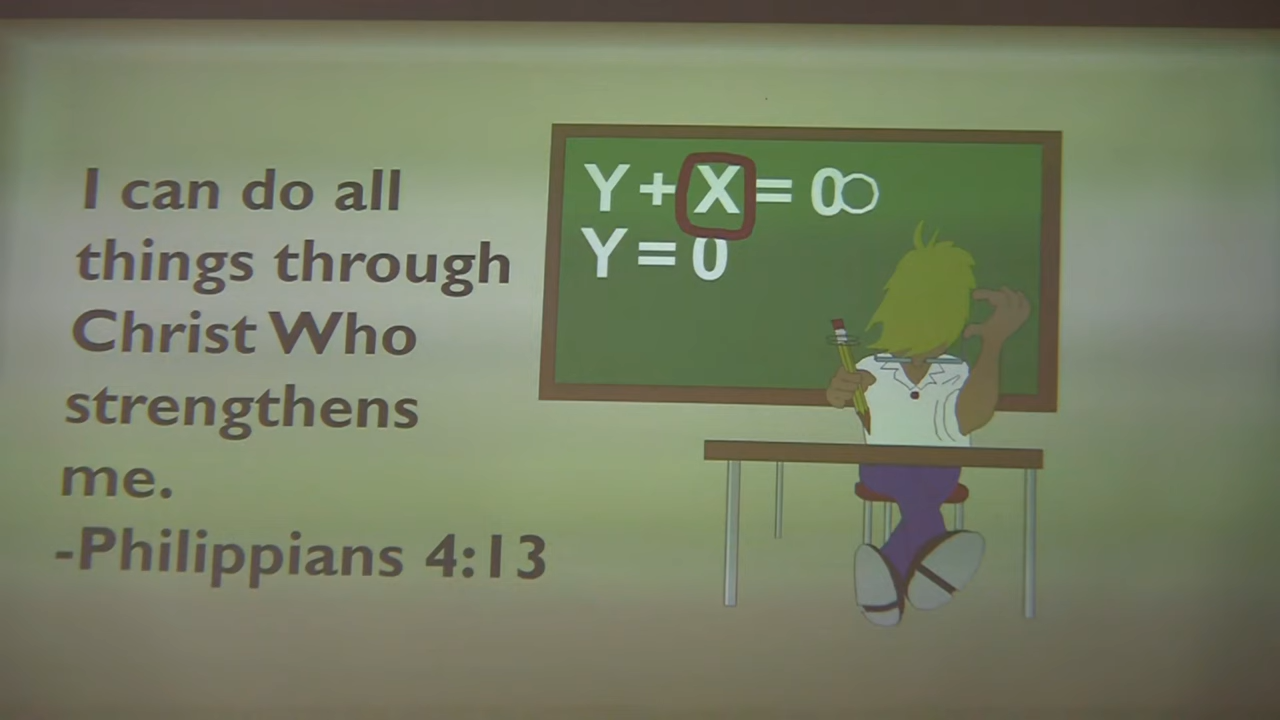 I can do all
things through
Christ Who
strengthens
me.
-Philippians 4:13
Y + X = 0○
Y = 0